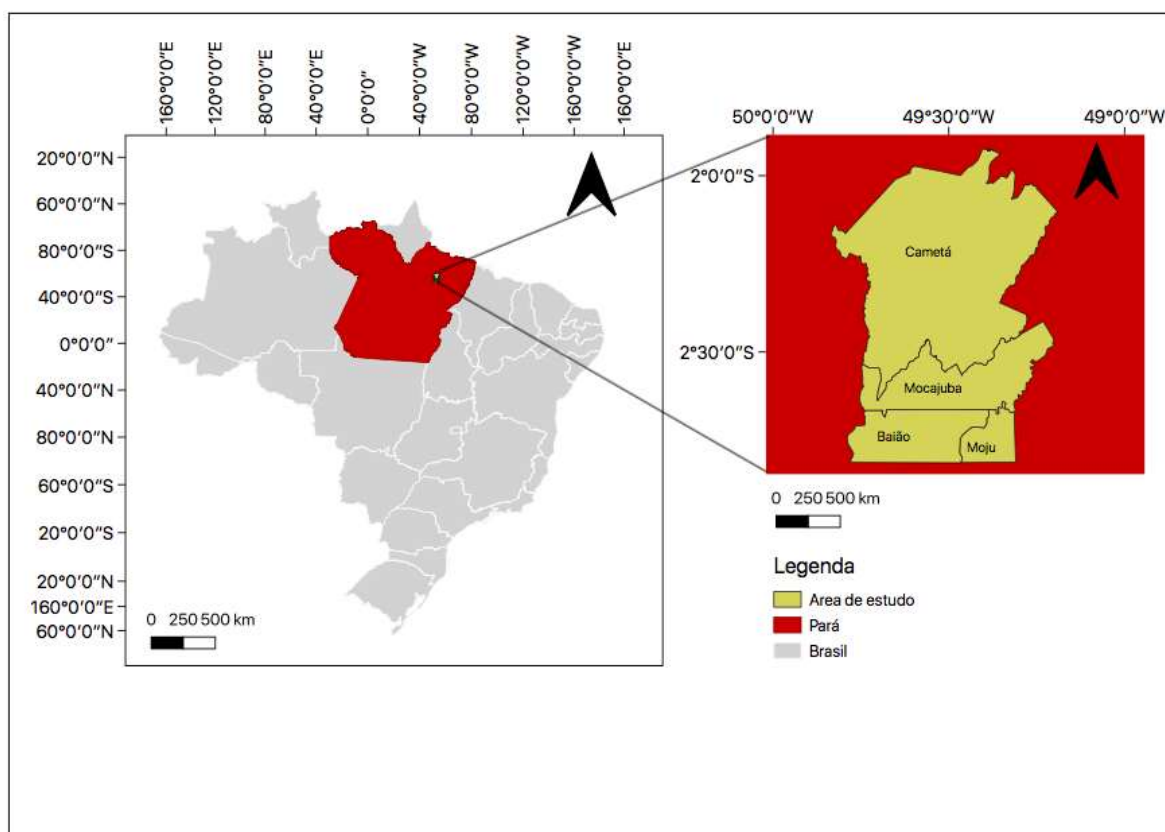 160°0′0″E
120°0′0″E
80°0′0″E
40°0′0″E
0°0′0″
40°0′0″W
80°0′0″W
120°0′0″W
160°0′0″W
160°0′0″E
20°0′0″N
60°0′0″N
80°0′0″S
40°0′0″S
0°0′0″
40°0′0″N
80°0′0″N
60°0′0″S
20°0′0″S
20°0′0″N
160°0′0″E
60°0′0″N
0 250 500 km
50°0′0″W 49°30′0″W 49°0′0″W
2°0′0″S
2°30′0″S
Cametá
Mocajuba
Baião
Moju
0 250 500 km
Legenda
Area de estudo
Pará
Brasil